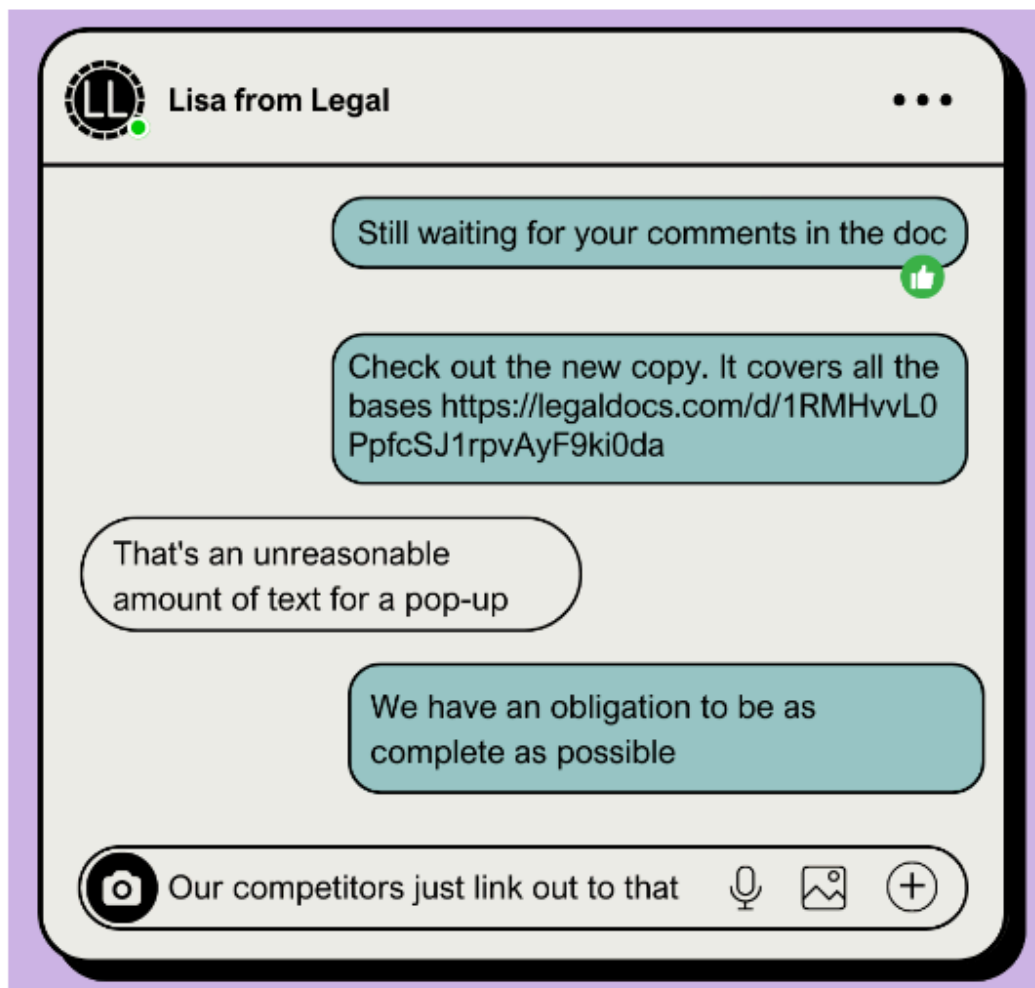 LL
Lisa from Legal
Still waiting for your comments in the doc
Check out the new copy. It covers all the
bases https://legaldocs.com/d/1RMHvvL0
PpfcSJ1rpvAyF9ki0da
That's an unreasonable
amount of text for a pop-up
We have an obligation to be as
complete as possible
Our competitors just link out to that